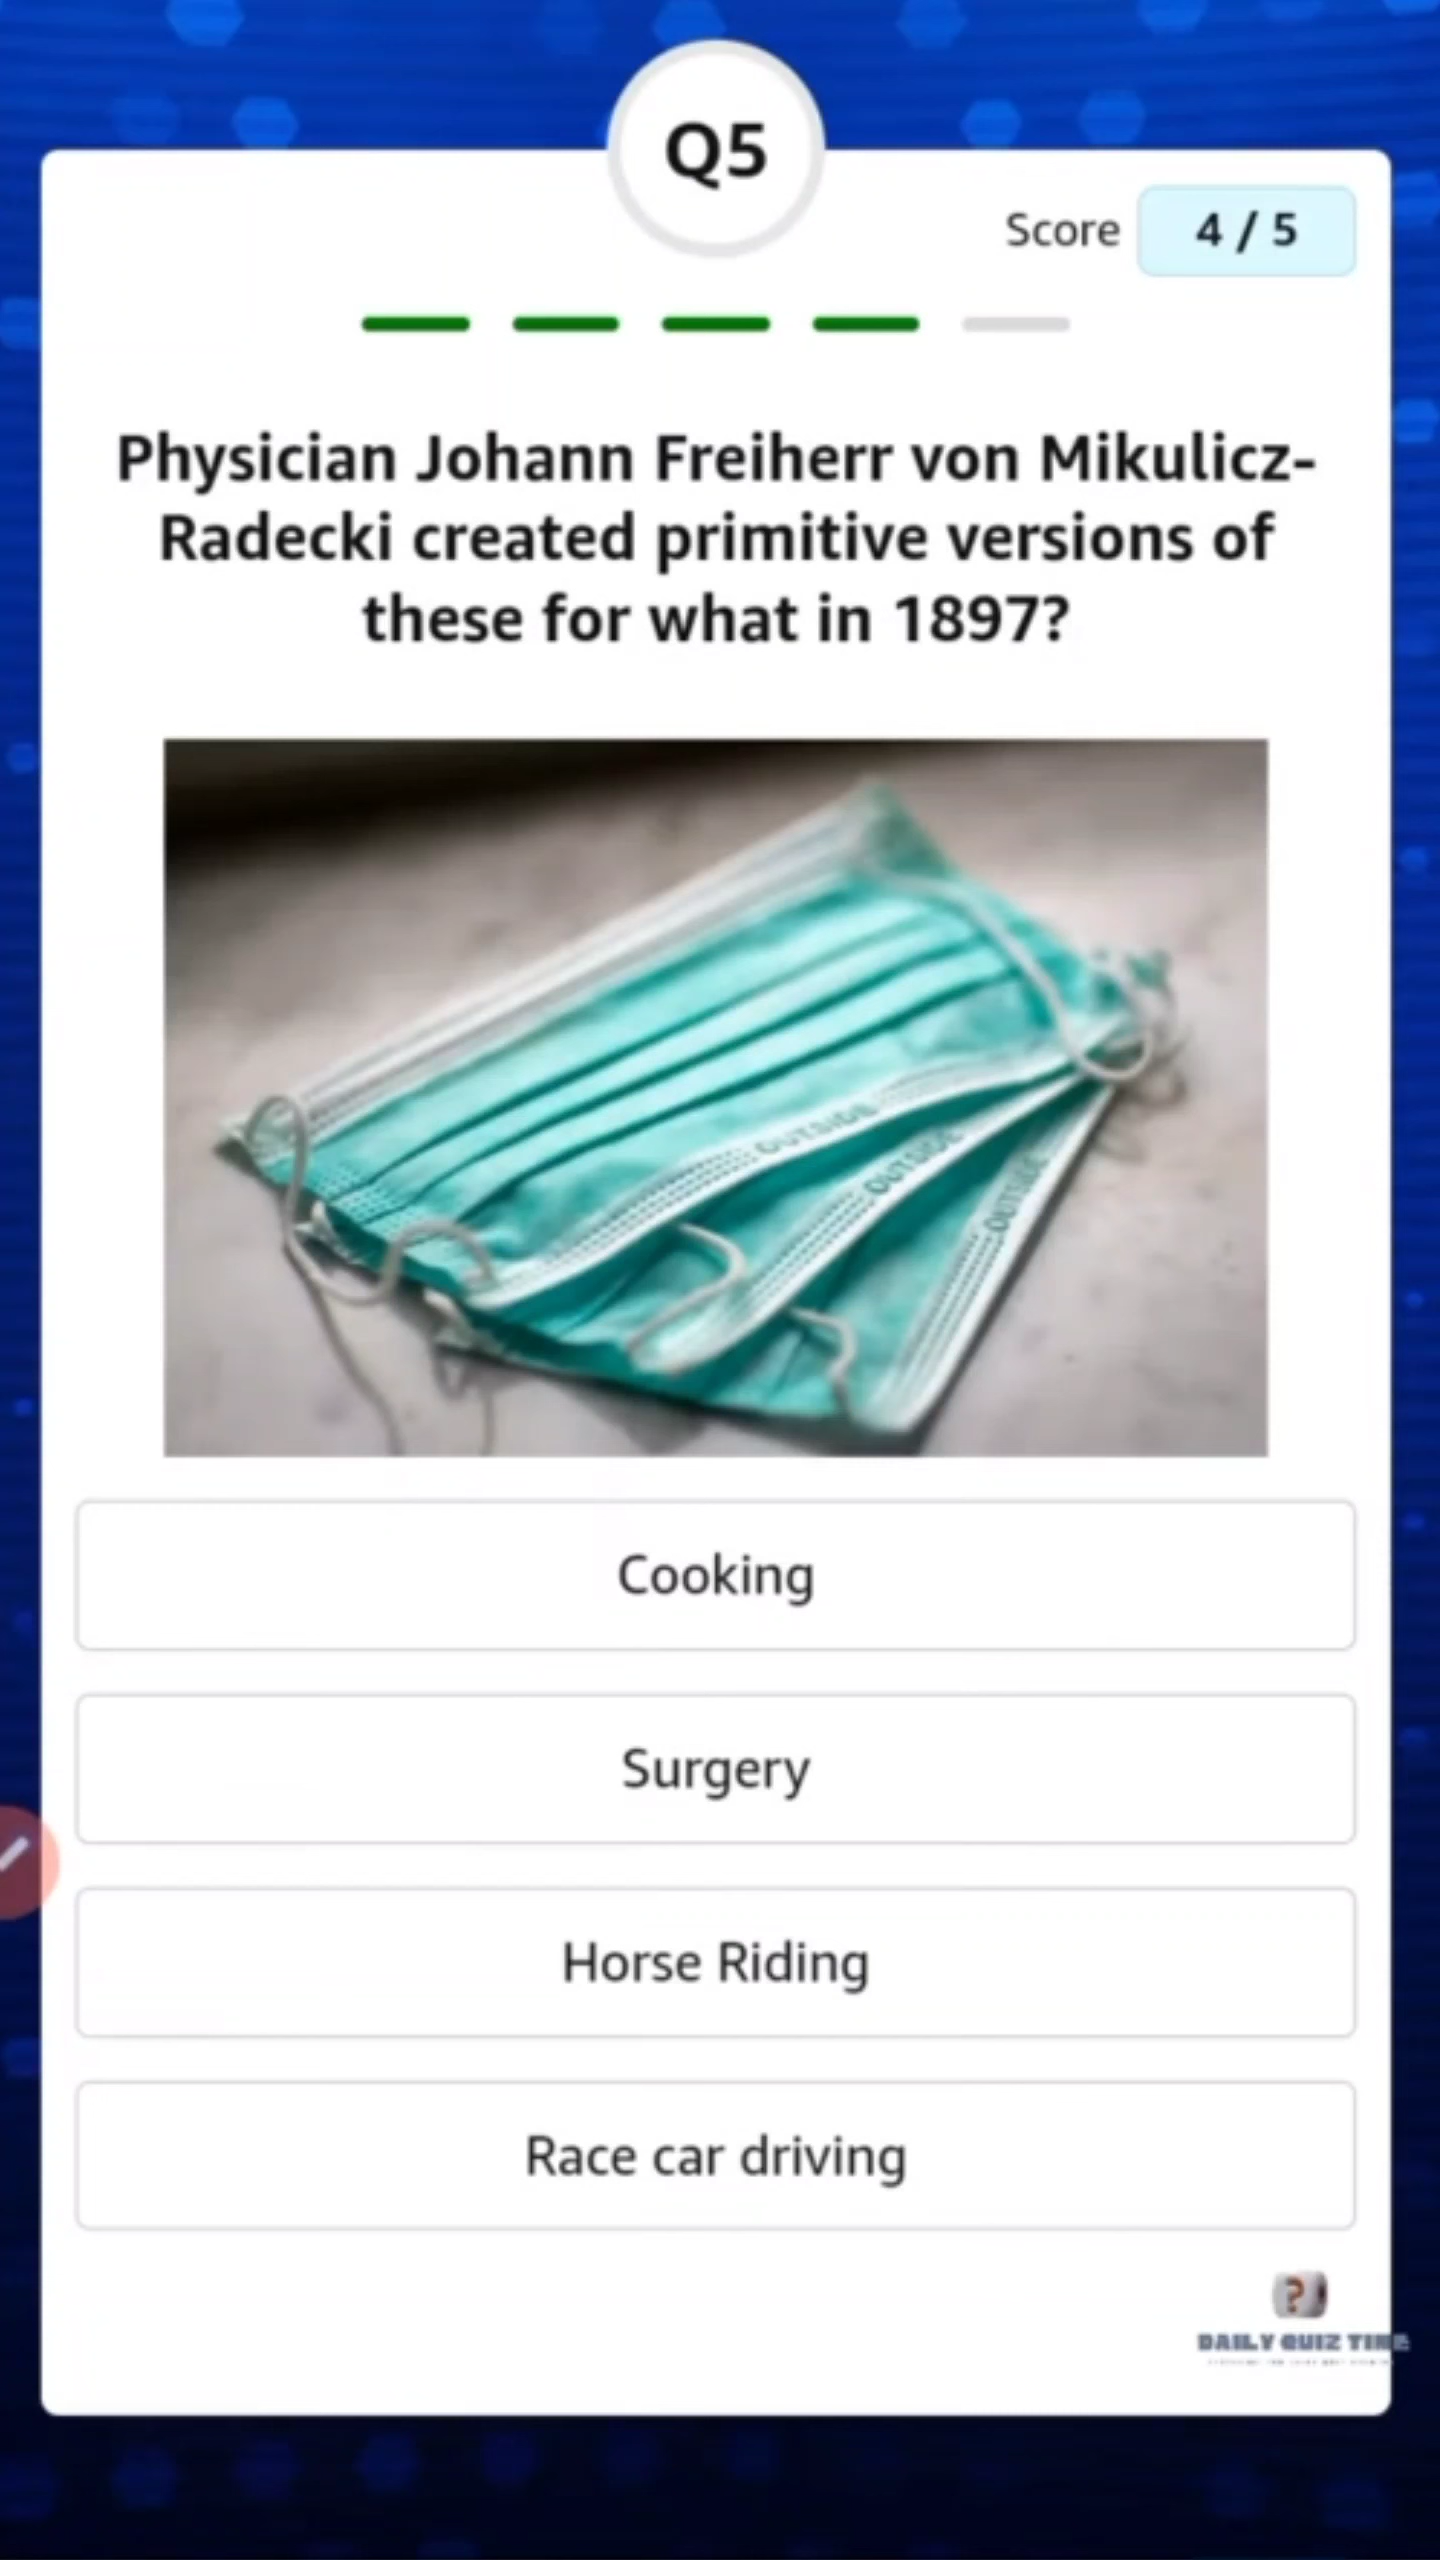 Q5
Score 4 / 5
Physician Johann Freiherr von Mikulicz-
Radecki created primitive versions of
these for what in 1897?
OUTSIDE
OUTSIDE
OUTSIDE
Cooking
Surgery
Horse Riding
Race car driving
?
DAILY QUIZ TIME